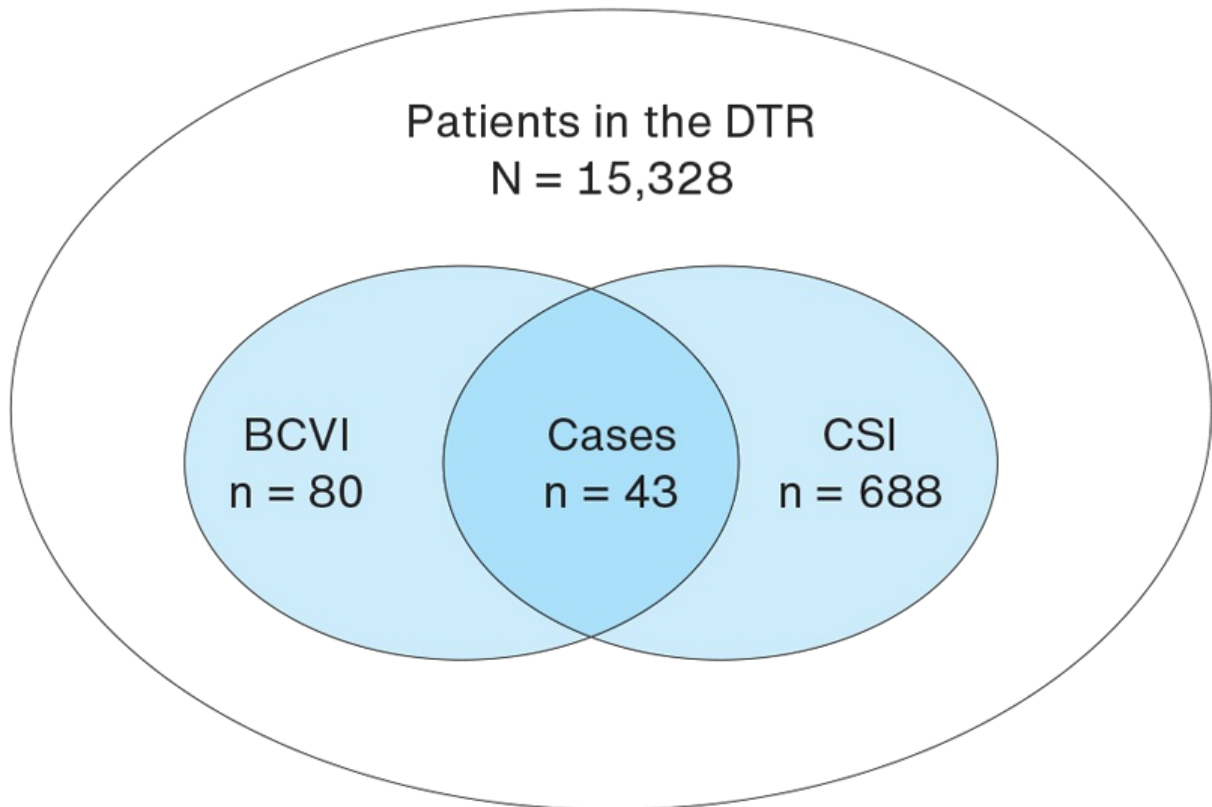 Patients in the DTR
N = 15,328
BCVI
n = 80
Cases
n = 43
CSI
n = 688